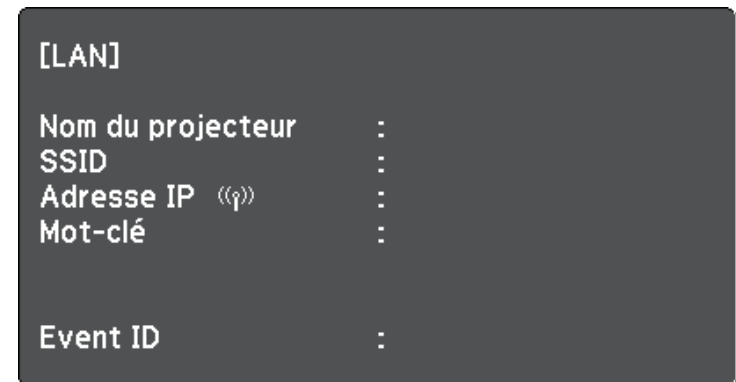 [LAN]
Nom du projecteur :
SSID :
Adresse IP :
Mot-clé :
Event ID :